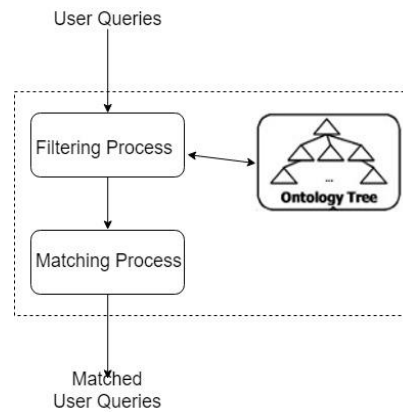 User Queries
Filtering Process
...
Ontology Tree
Matching Process
Matched
User Queries